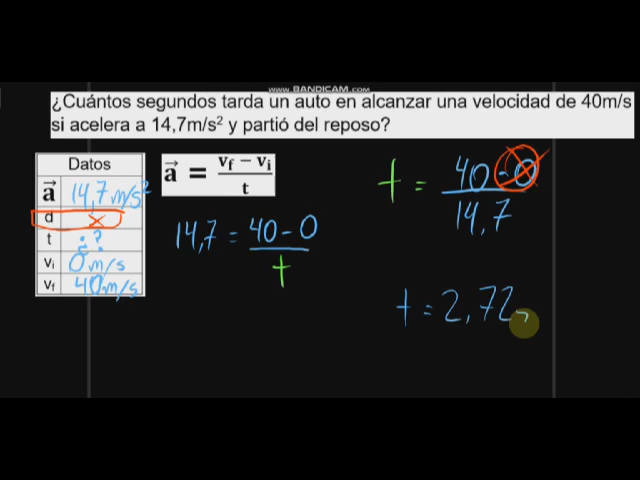 www.BANDICAM.com
¿Cuántos segundos tarda un auto en alcanzar una velocidad de 40m/s
si acelera a 14,7m/s² y partió del reposo?
Datos
a⃗ 14,7 m/s²
d x
t ¿?
vᵢ 0 m/s
v_f 40 m/s
a⃗ = (v_f − vᵢ)/t
14,7 = (40 - 0)/t
t = (40 - 0)/14,7
t = 2,72